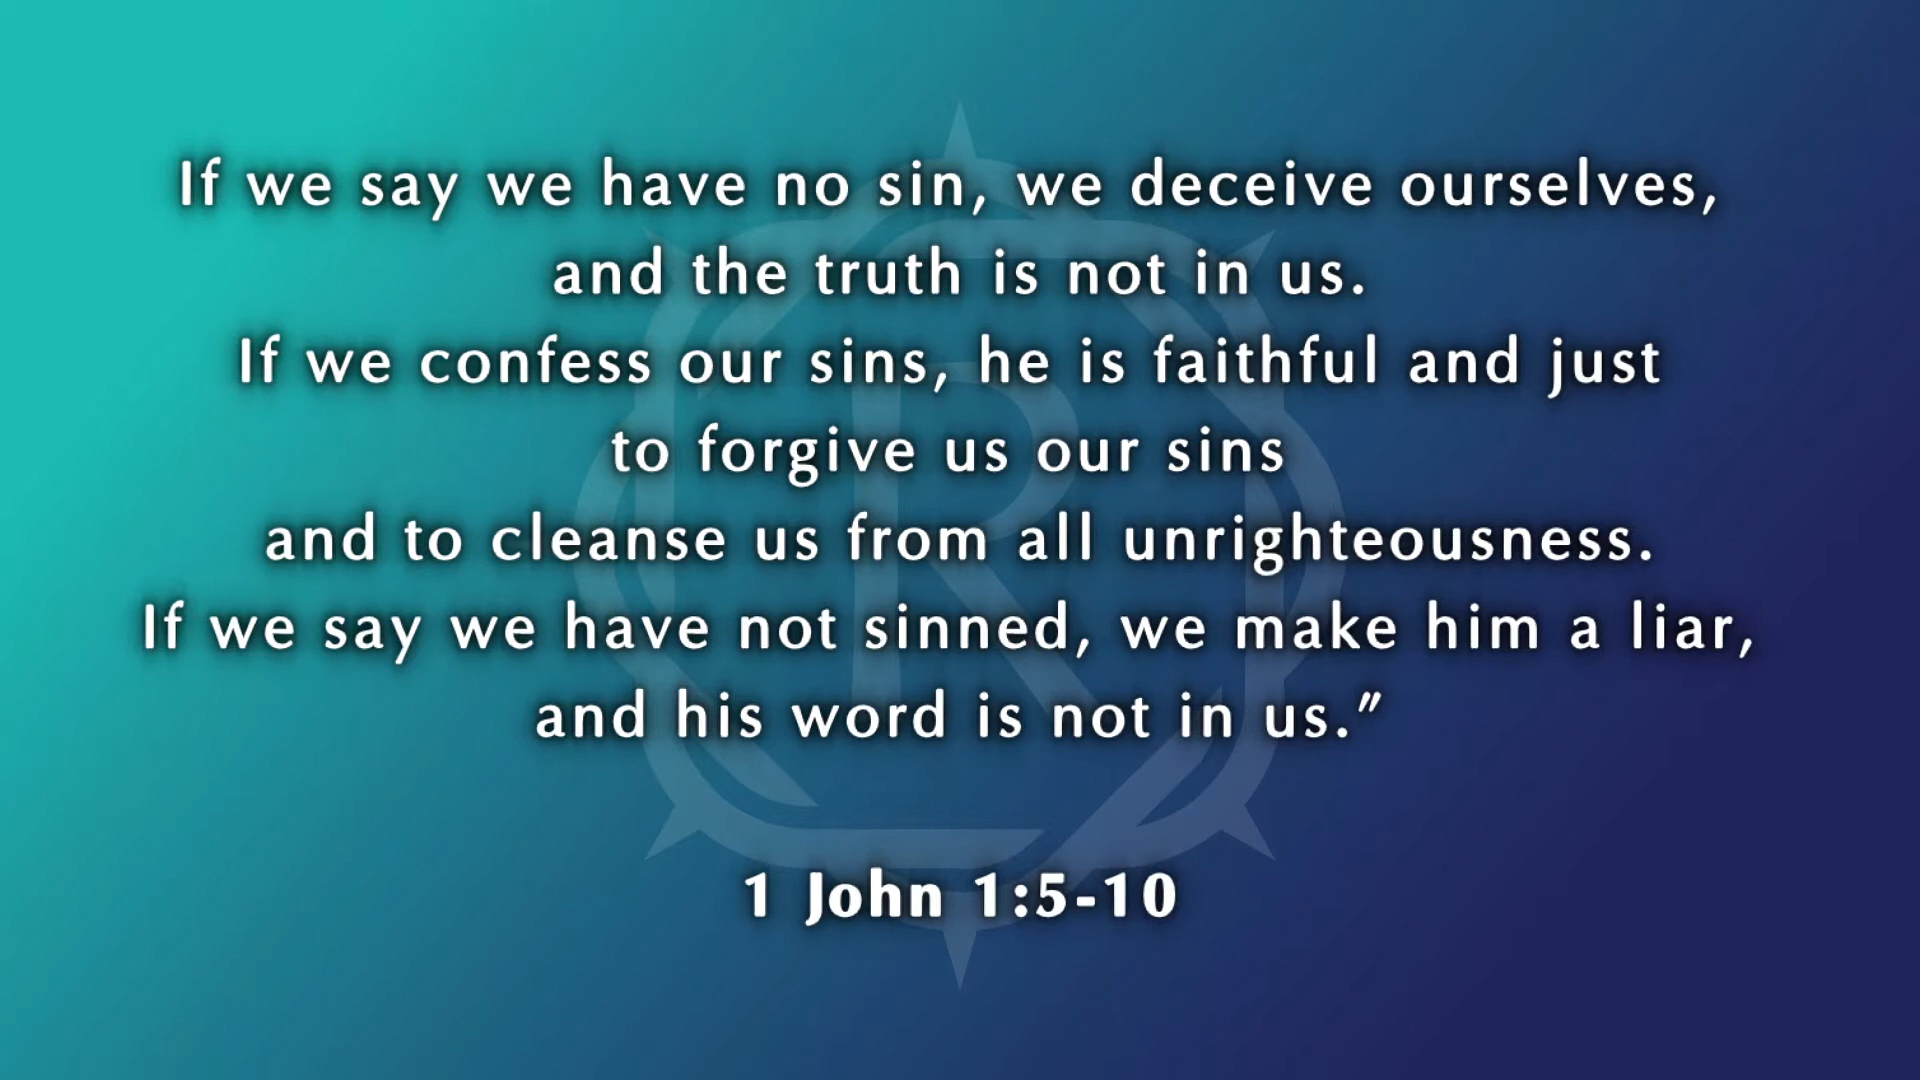 If we say we have no sin, we deceive ourselves,
and the truth is not in us.
If we confess our sins, he is faithful and just
to forgive us our sins
and to cleanse us from all unrighteousness.
If we say we have not sinned, we make him a liar,
and his word is not in us.”
1 John 1:5-10
R